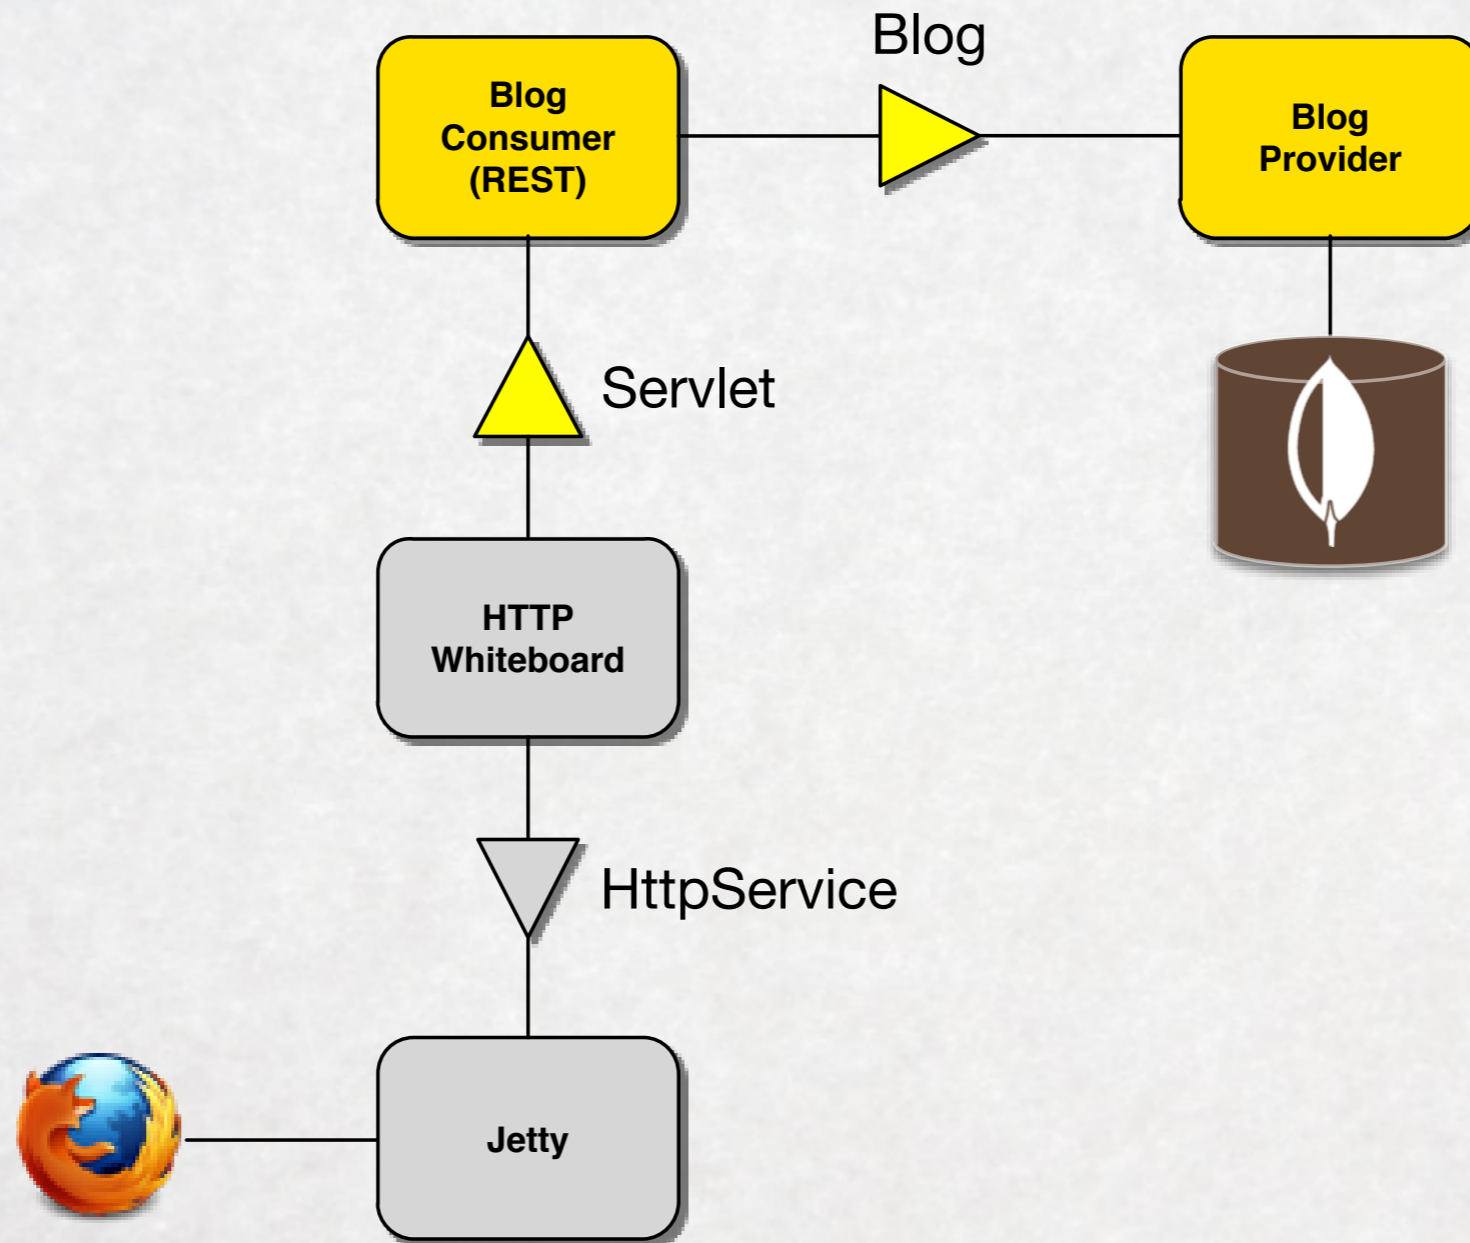 Blog
Blog
Consumer
(REST)
Blog
Provider
Servlet
HTTP
Whiteboard
HttpService
Jetty